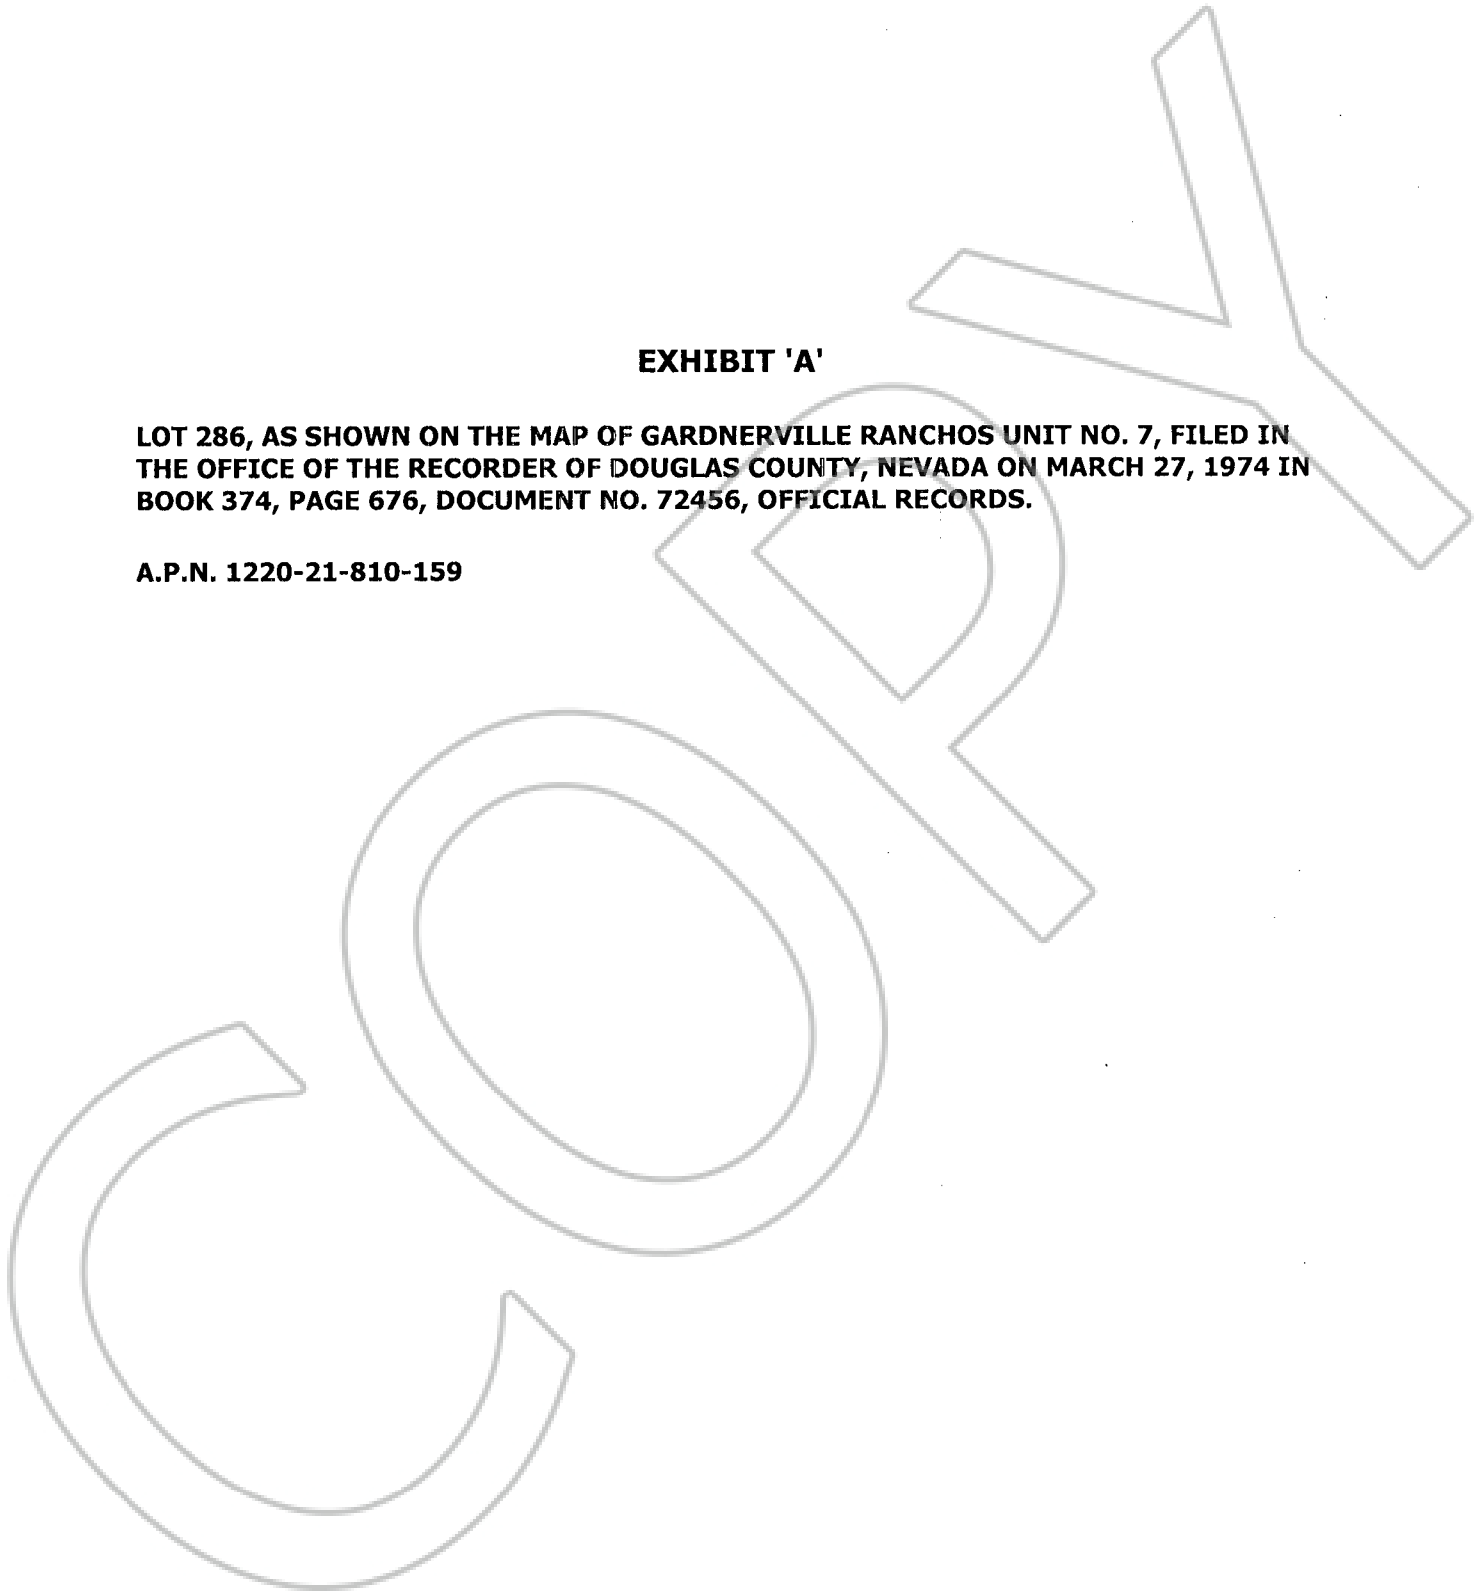 EXHIBIT 'A'
LOT 286, AS SHOWN ON THE MAP OF GARDNERVILLE RANCHOS UNIT NO. 7, FILED IN
THE OFFICE OF THE RECORDER OF DOUGLAS COUNTY, NEVADA ON MARCH 27, 1974 IN
BOOK 374, PAGE 676, DOCUMENT NO. 72456, OFFICIAL RECORDS.
A.P.N. 1220-21-810-159
COPY